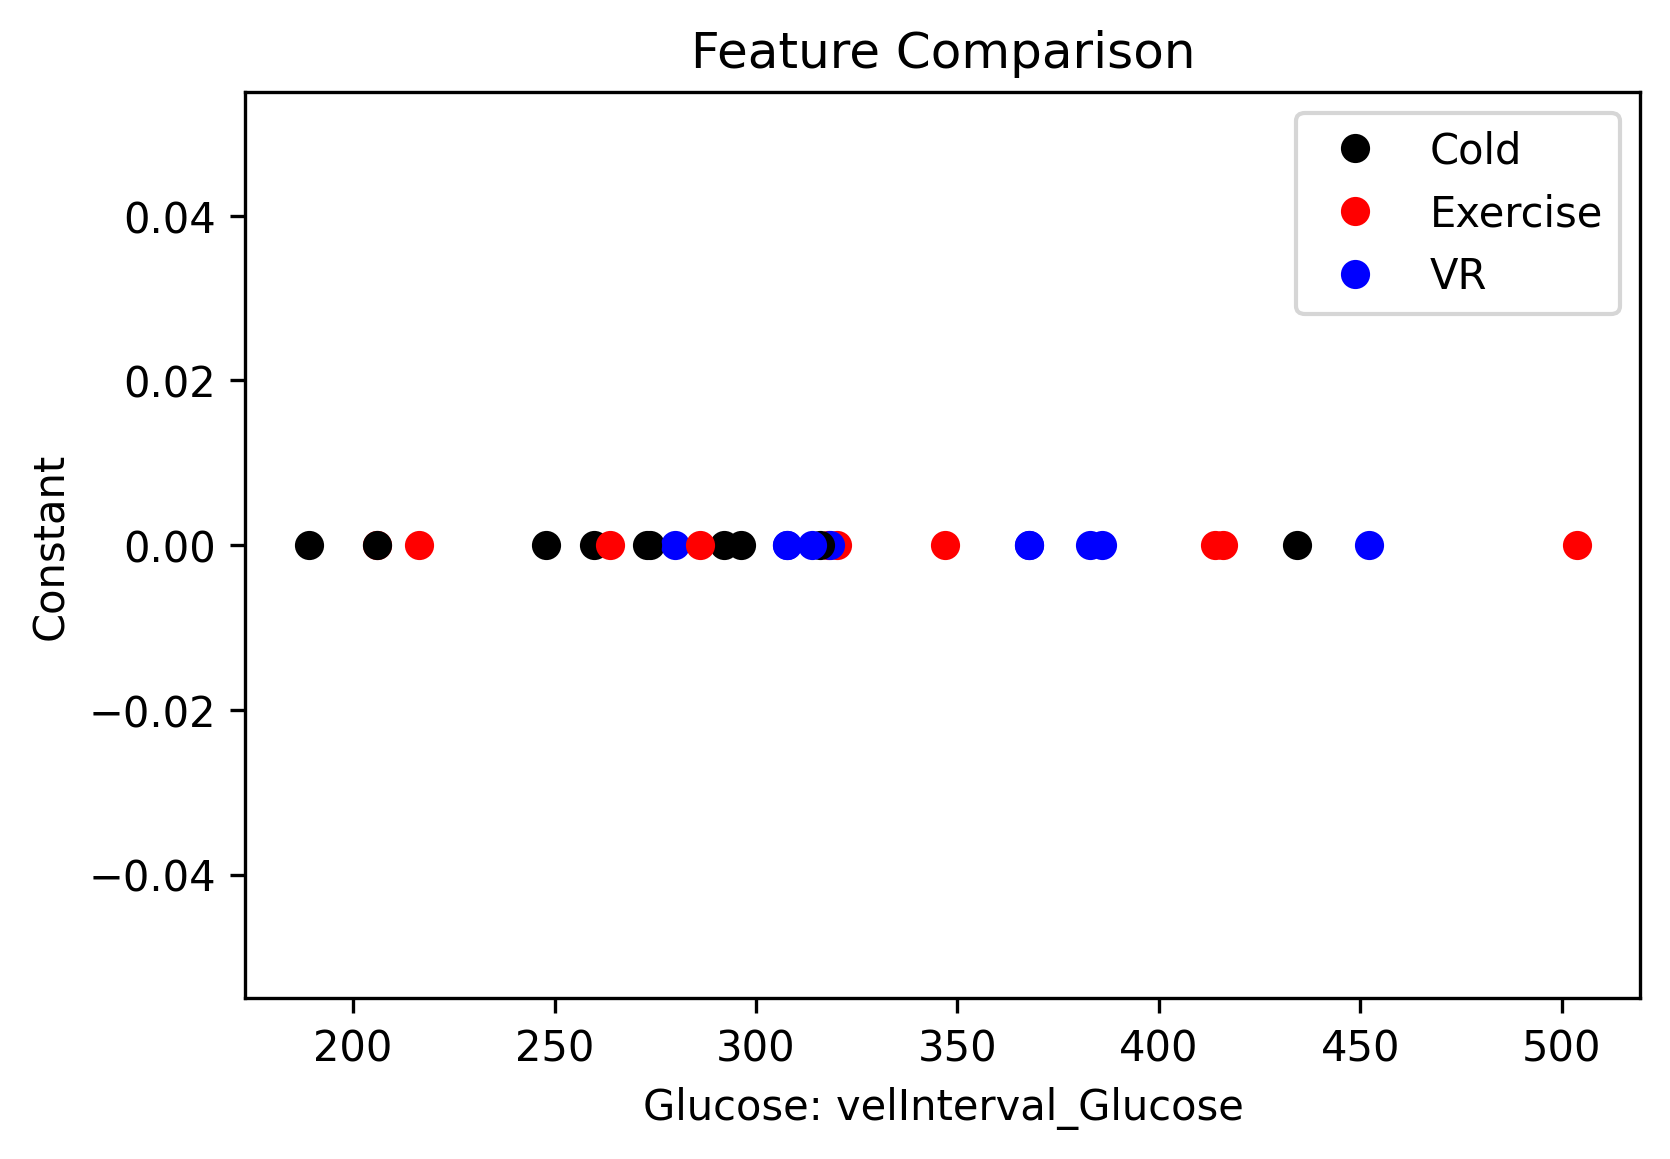 Feature Comparison
Cold
Exercise
VR
0.04
0.02
0.00
−0.02
−0.04
Constant
200 250 300 350 400 450 500
Glucose: velInterval_Glucose